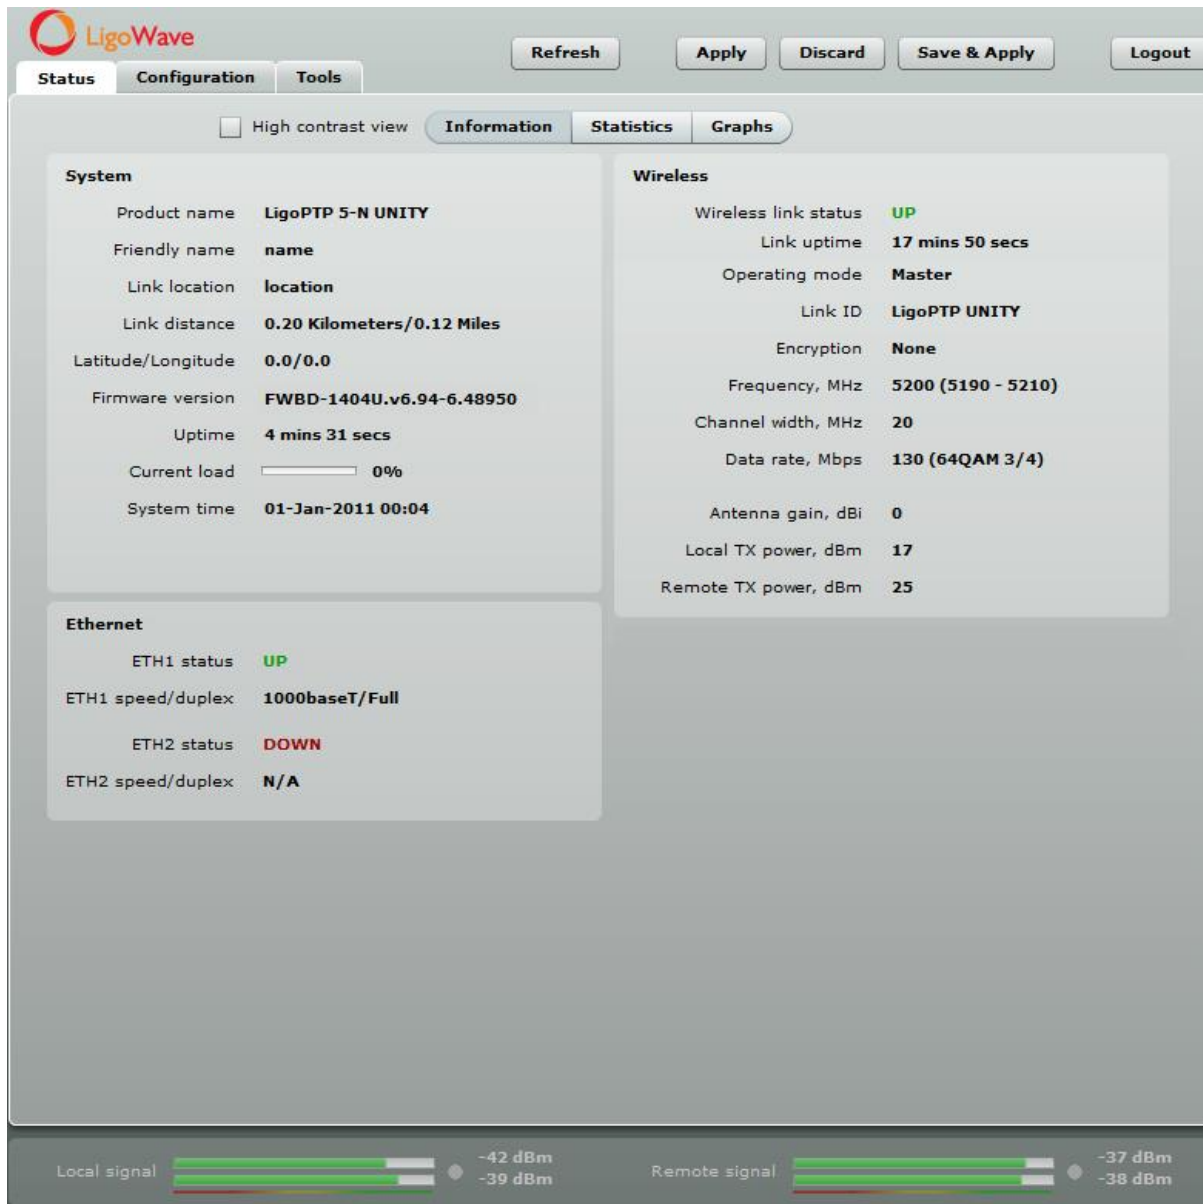 LigoWave
Refresh Apply Discard Save & Apply Logout
Status Configuration Tools
High contrast view Information Statistics Graphs
System
Product name LigoPTP 5-N UNITY
Friendly name name
Link location location
Link distance 0.20 Kilometers/0.12 Miles
Latitude/Longitude 0.0/0.0
Firmware version FWBD-1404U.v6.94-6.48950
Uptime 4 mins 31 secs
Current load 0%
System time 01-Jan-2011 00:04
Wireless
Wireless link status UP
Link uptime 17 mins 50 secs
Operating mode Master
Link ID LigoPTP UNITY
Encryption None
Frequency, MHz 5200 (5190 - 5210)
Channel width, MHz 20
Data rate, Mbps 130 (64QAM 3/4)
Antenna gain, dBi 0
Local TX power, dBm 17
Remote TX power, dBm 25
Ethernet
ETH1 status UP
ETH1 speed/duplex 1000baseT/Full
ETH2 status DOWN
ETH2 speed/duplex N/A
Local signal -42 dBm
-39 dBm
Remote signal -37 dBm
-38 dBm